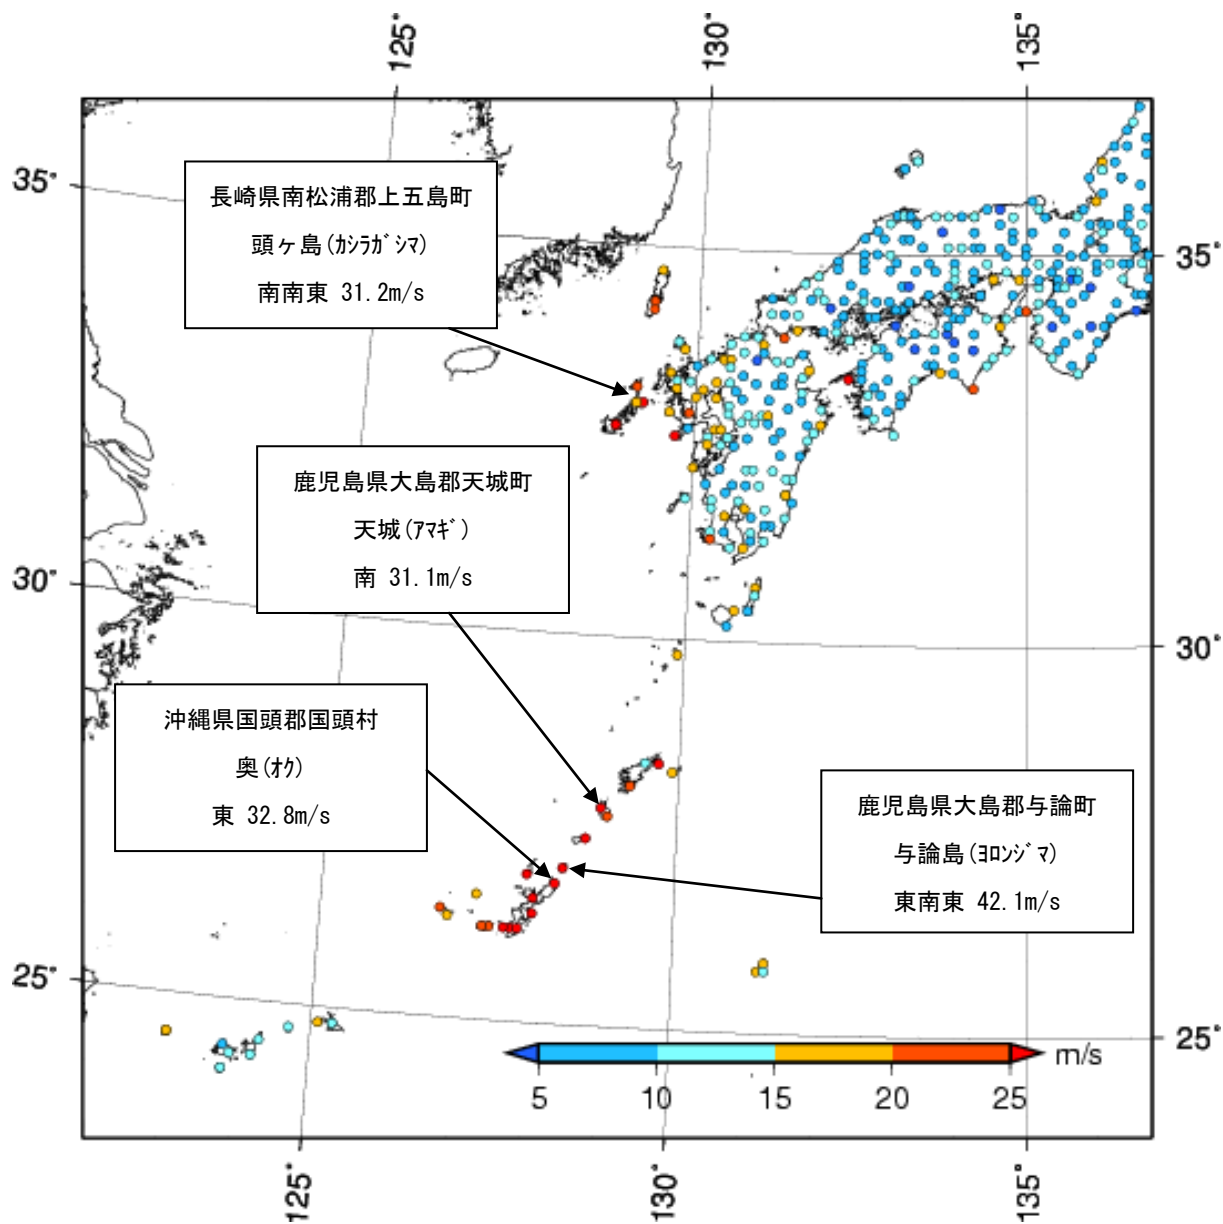 125°
130°
135°
35°
長崎県南松浦郡上五島町
頭ヶ島(ｶｼﾗｶﾞｼﾏ)
南南東 31.2m/s
35°
鹿児島県大島郡天城町
天城(ｱﾏｷﾞ)
南 31.1m/s
30°
30°
沖縄県国頭郡国頭村
奥(ｵｸ)
東 32.8m/s
鹿児島県大島郡与論町
与論島(ﾖﾛﾝｼﾞﾏ)
東南東 42.1m/s
25°
25°
m/s
5 10 15 20 25
125°
130°
135°